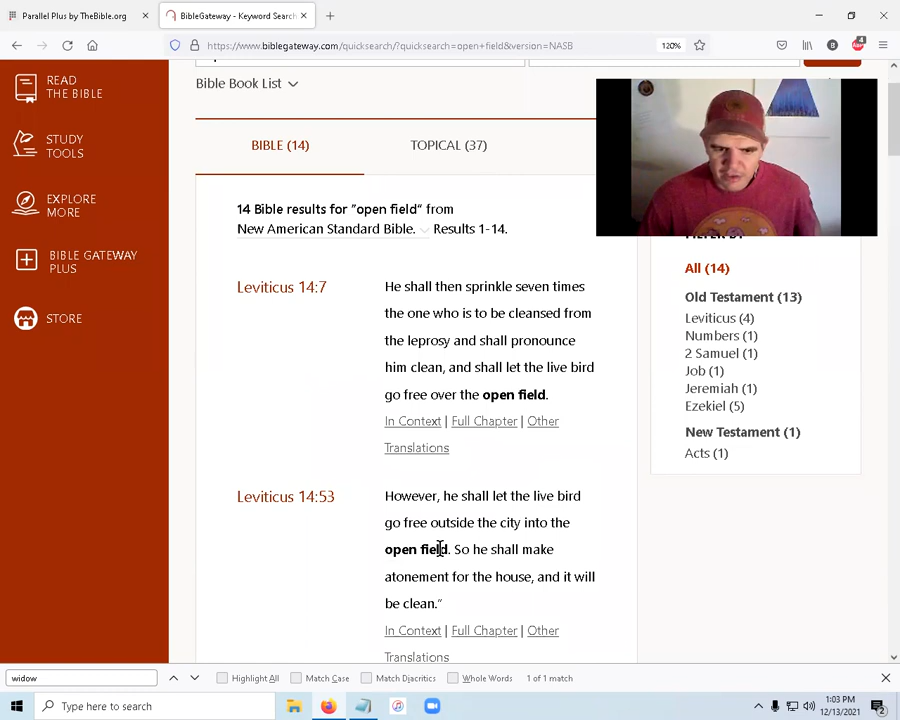 Parallel Plus by TheBible.org
BibleGateway - Keyword Search
https://www.biblegateway.com/quicksearch/?quicksearch=open+field&version=NASB
120%
B
4
READ
THE BIBLE
STUDY
TOOLS
EXPLORE
MORE
BIBLE GATEWAY
PLUS
STORE
Bible Book List
BIBLE (14)
TOPICAL (37)
14 Bible results for "open field" from
New American Standard Bible. Results 1-14.
Leviticus 14:7
He shall then sprinkle seven times
the one who is to be cleansed from
the leprosy and shall pronounce
him clean, and shall let the live bird
go free over the open field.
In Context | Full Chapter | Other
Translations
Leviticus 14:53
However, he shall let the live bird
go free outside the city into the
open field. So he shall make
atonement for the house, and it will
be clean."
In Context | Full Chapter | Other
Translations
All (14)
Old Testament (13)
Leviticus (4)
Numbers (1)
2 Samuel (1)
Job (1)
Jeremiah (1)
Ezekiel (5)
New Testament (1)
Acts (1)
widow
Highlight All
Match Case
Match Diacritics
Whole Words
1 of 1 match
Type here to search
1:03 PM
12/13/2021
2